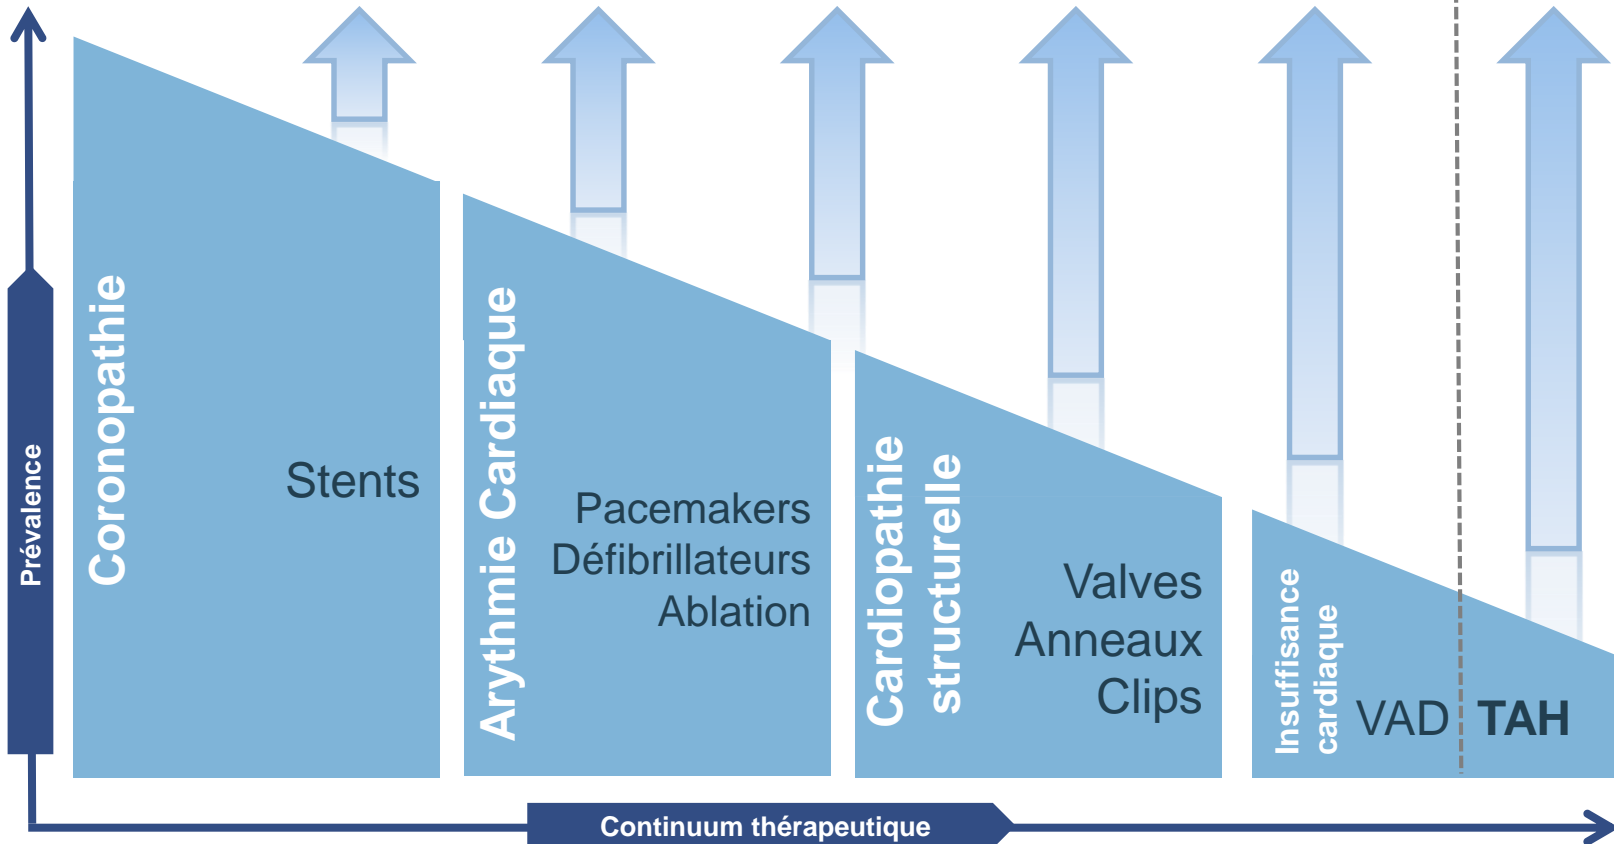 Prévalence
Coronopathie
Stents
Arythmie Cardiaque
Pacemakers
Défibrillateurs
Ablation
Cardiopathie
structurelle
Valves
Anneaux
Clips
Insuffisance
cardiaque
VAD
TAH
Continuum thérapeutique